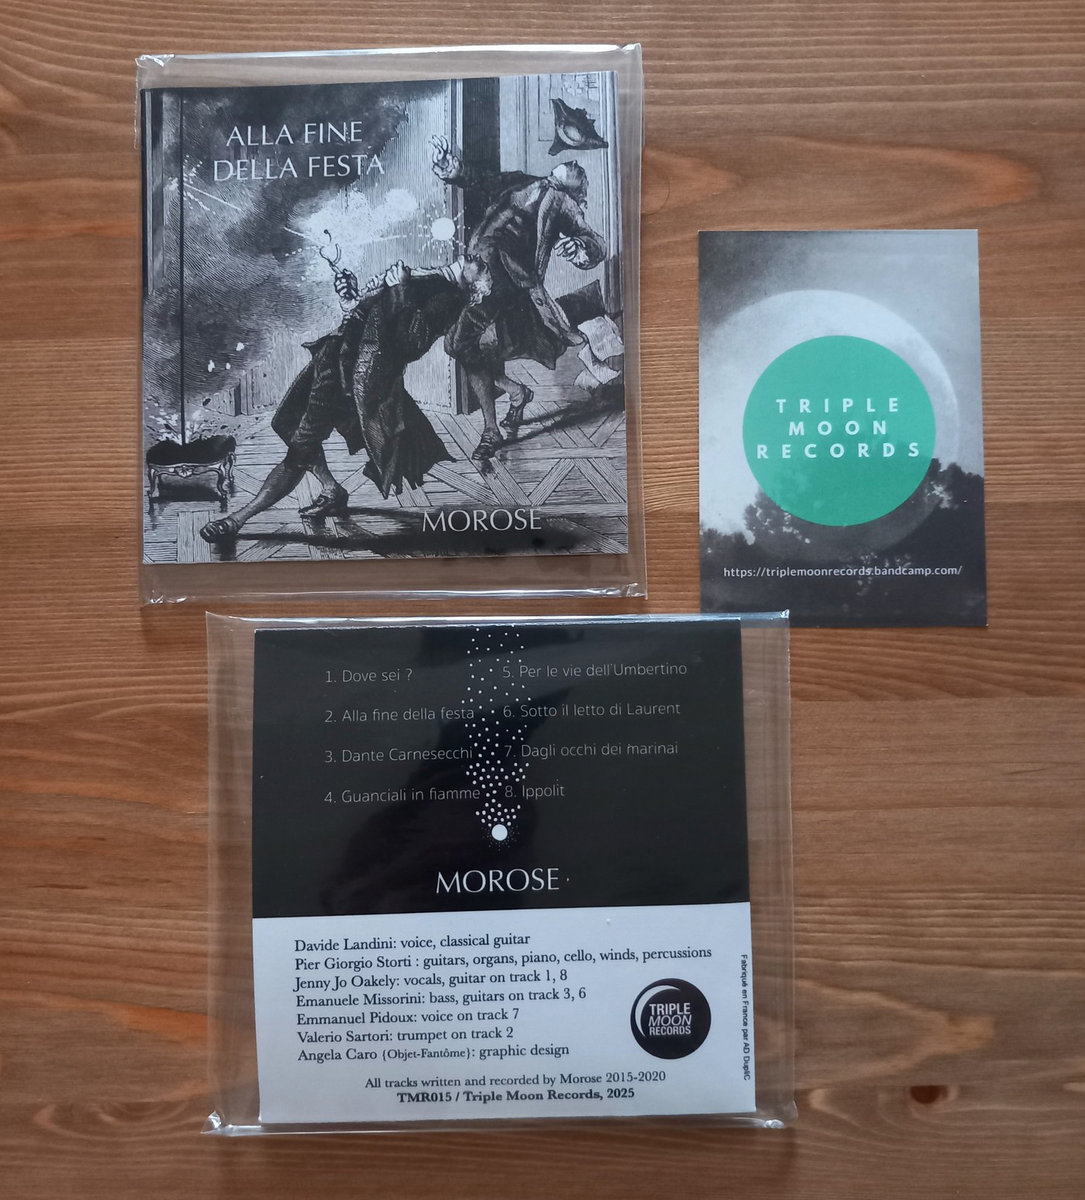 ALLA FINE
DELLA FESTA
MOROSE
TRIPLE
MOON
RECORDS
https://triplemoonrecords.bandcamp.com/
1. Dove sei ?
2. Alla fine della festa
3. Dante Carnesecchi
4. Guanciali in fiamme
5. Per le vie dell'Umbertino
6. Sotto il letto di Laurent
7. Dagli occhi dei marinai
8. Ippolit
MOROSE
Davide Landini: voice, classical guitar
Pier Giorgio Storti : guitars, organs, piano, cello, winds, percussions
Jenny Jo Oakely: vocals, guitar on track 1, 8
Emanuele Missorini: bass, guitars on track 3, 6
Emmanuel Pidoux: voice on track 7
Valerio Sartori: trumpet on track 2
Angela Caro {Objet-Fantôme}: graphic design
TRIPLE
MOON
RECORDS
All tracks written and recorded by Morose 2015-2020
TMR015 / Triple Moon Records, 2025
Fabriqué en France par AD DupliC